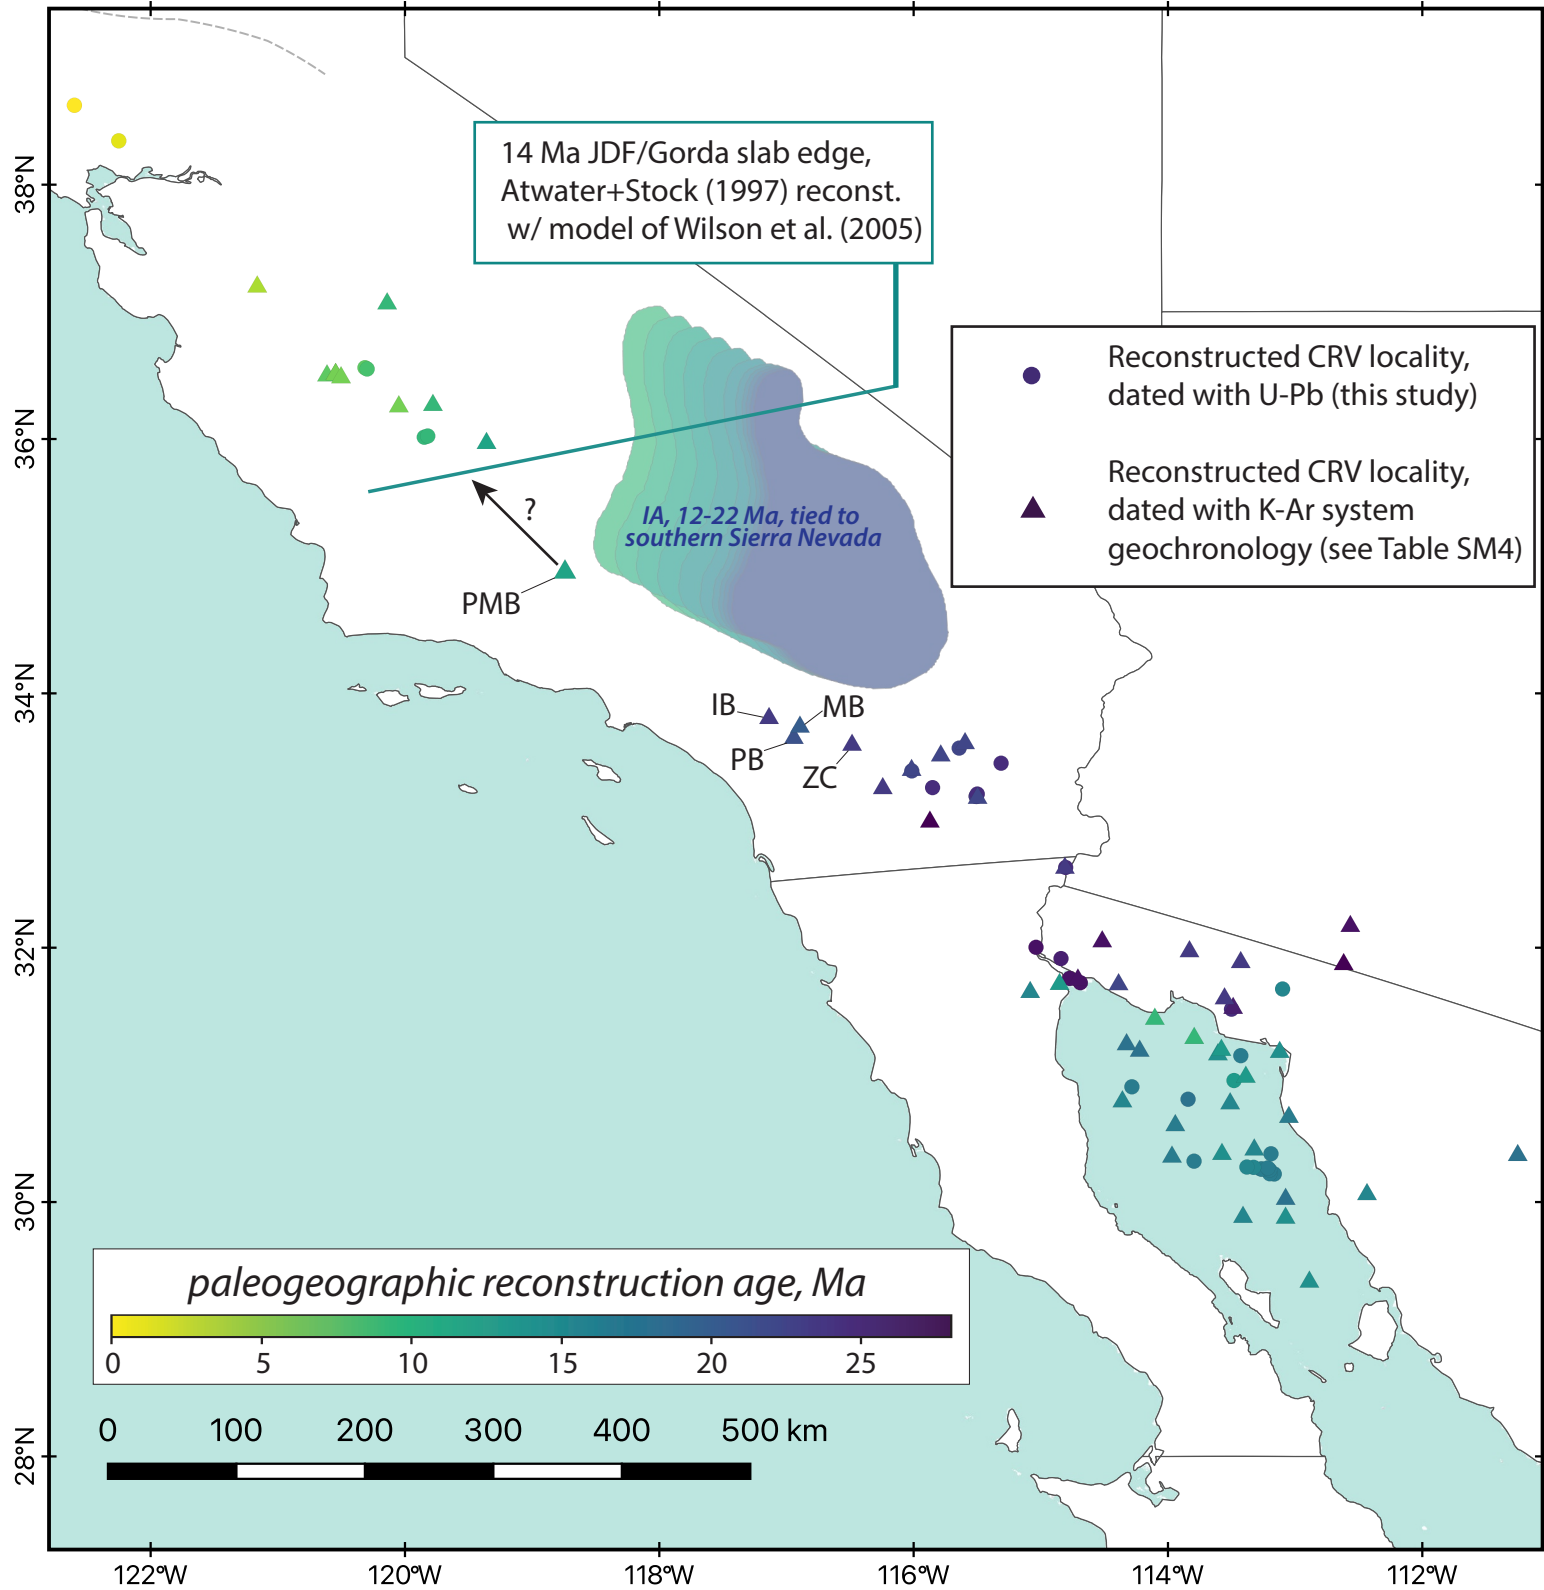 14 Ma JDF/Gorda slab edge,
Atwater+Stock (1997) reconst.
w/ model of Wilson et al. (2005)
Reconstructed CRV locality,
dated with U-Pb (this study)
Reconstructed CRV locality,
dated with K-Ar system
geochronology (see Table SM4)
IA, 12-22 Ma, tied to
southern Sierra Nevada
?
PMB
IB
MB
PB
ZC
38°N
36°N
34°N
32°N
30°N
28°N
paleogeographic reconstruction age, Ma
0 5 10 15 20 25
0 100 200 300 400 500 km
122°W 120°W 118°W 116°W 114°W 112°W